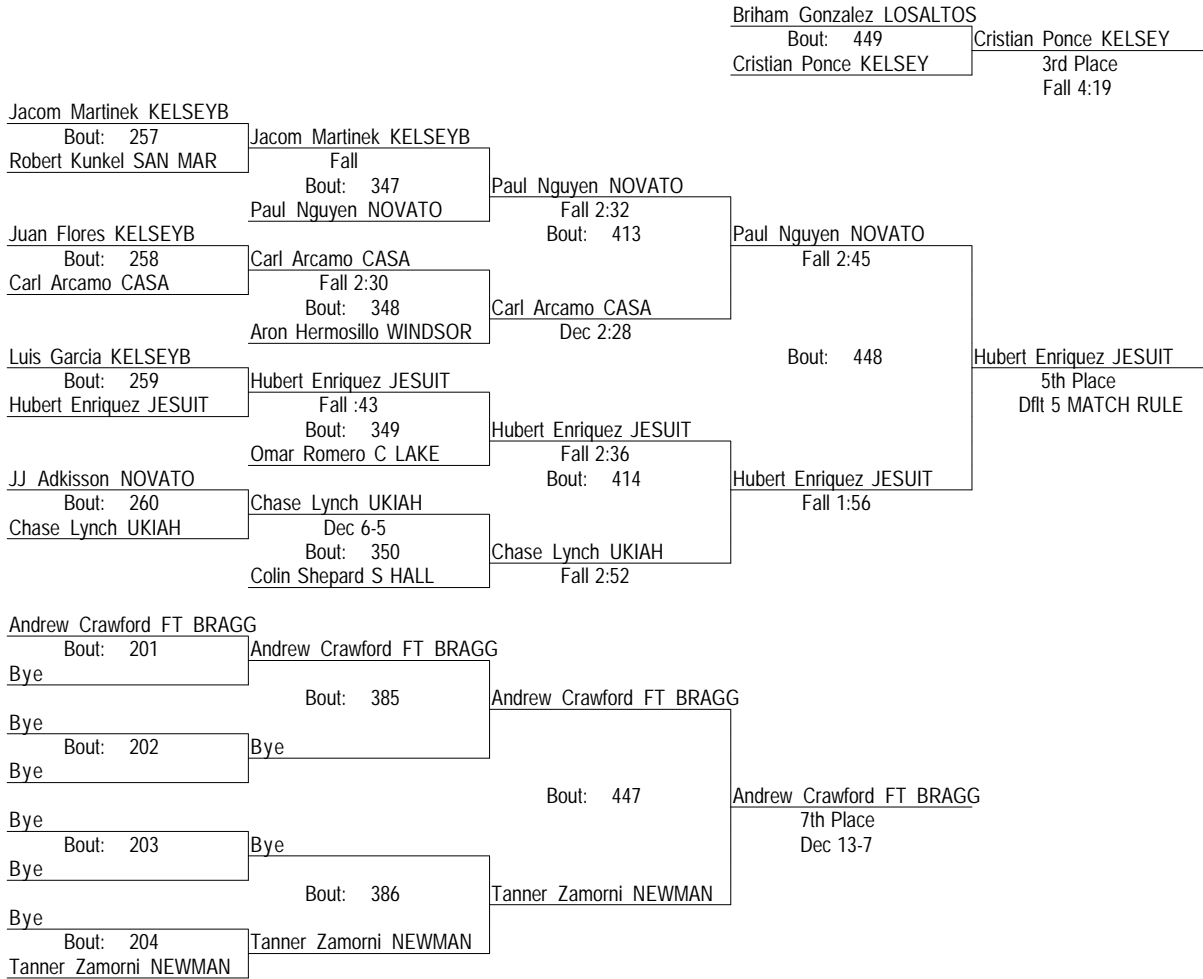 Briham Gonzalez LOSALTOS
Bout: 449
Cristian Ponce KELSEY
Cristian Ponce KELSEY
3rd Place
Fall 4:19
Jacom Martinek KELSEYB
Bout: 257
Robert Kunkel SAN MAR
Juan Flores KELSEYB
Bout: 258
Carl Arcamo CASA
Luis Garcia KELSEYB
Bout: 259
Hubert Enriquez JESUIT
JJ Adkisson NOVATO
Bout: 260
Chase Lynch UKIAH
Jacom Martinek KELSEYB
Fall
Bout: 347
Paul Nguyen NOVATO
Carl Arcamo CASA
Fall 2:30
Bout: 348
Aron Hermosillo WINDSOR
Hubert Enriquez JESUIT
Fall :43
Bout: 349
Omar Romero C LAKE
Chase Lynch UKIAH
Dec 6-5
Bout: 350
Colin Shepard S HALL
Paul Nguyen NOVATO
Fall 2:32
Bout: 413
Carl Arcamo CASA
Dec 2:28
Hubert Enriquez JESUIT
Fall 2:36
Bout: 414
Chase Lynch UKIAH
Fall 2:52
Paul Nguyen NOVATO
Fall 2:45
Bout: 448
Hubert Enriquez JESUIT
Fall 1:56
Hubert Enriquez JESUIT
5th Place
Dflt 5 MATCH RULE
Andrew Crawford FT BRAGG
Bout: 201
Bye
Bye
Bout: 202
Bye
Bye
Bout: 203
Bye
Bye
Bout: 204
Tanner Zamorni NEWMAN
Andrew Crawford FT BRAGG
Bout: 385
Bye
Bye
Bout: 386
Tanner Zamorni NEWMAN
Andrew Crawford FT BRAGG
Bout: 447
Tanner Zamorni NEWMAN
Andrew Crawford FT BRAGG
7th Place
Dec 13-7